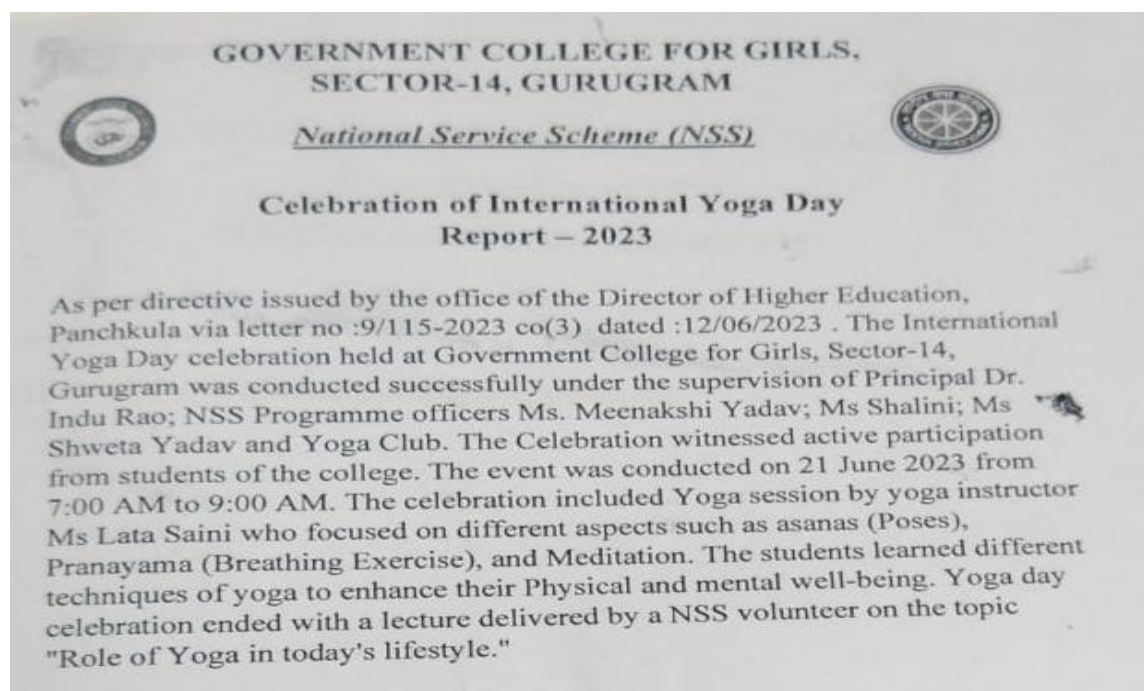 GOVERNMENT COLLEGE FOR GIRLS,
SECTOR-14, GURUGRAM
National Service Scheme (NSS)
Celebration of International Yoga Day
Report – 2023
As per directive issued by the office of the Director of Higher Education,
Panchkula via letter no :9/115-2023 co(3) dated :12/06/2023 . The International
Yoga Day celebration held at Government College for Girls, Sector-14,
Gurugram was conducted successfully under the supervision of Principal Dr.
Indu Rao; NSS Programme officers Ms. Meenakshi Yadav; Ms Shalini; Ms
Shweta Yadav and Yoga Club. The Celebration witnessed active participation
from students of the college. The event was conducted on 21 June 2023 from
7:00 AM to 9:00 AM. The celebration included Yoga session by yoga instructor
Ms Lata Saini who focused on different aspects such as asanas (Poses),
Pranayama (Breathing Exercise), and Meditation. The students learned different
techniques of yoga to enhance their Physical and mental well-being. Yoga day
celebration ended with a lecture delivered by a NSS volunteer on the topic
"Role of Yoga in today's lifestyle."